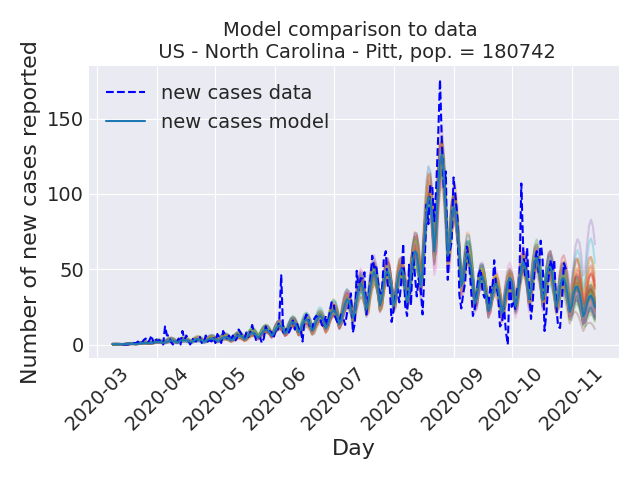 Model comparison to data
US - North Carolina - Pitt, pop. = 180742
new cases data
new cases model
Number of new cases reported
150
100
50
0
2020-03
2020-04
2020-05
2020-06
2020-07
2020-08
2020-09
2020-10
2020-11
Day